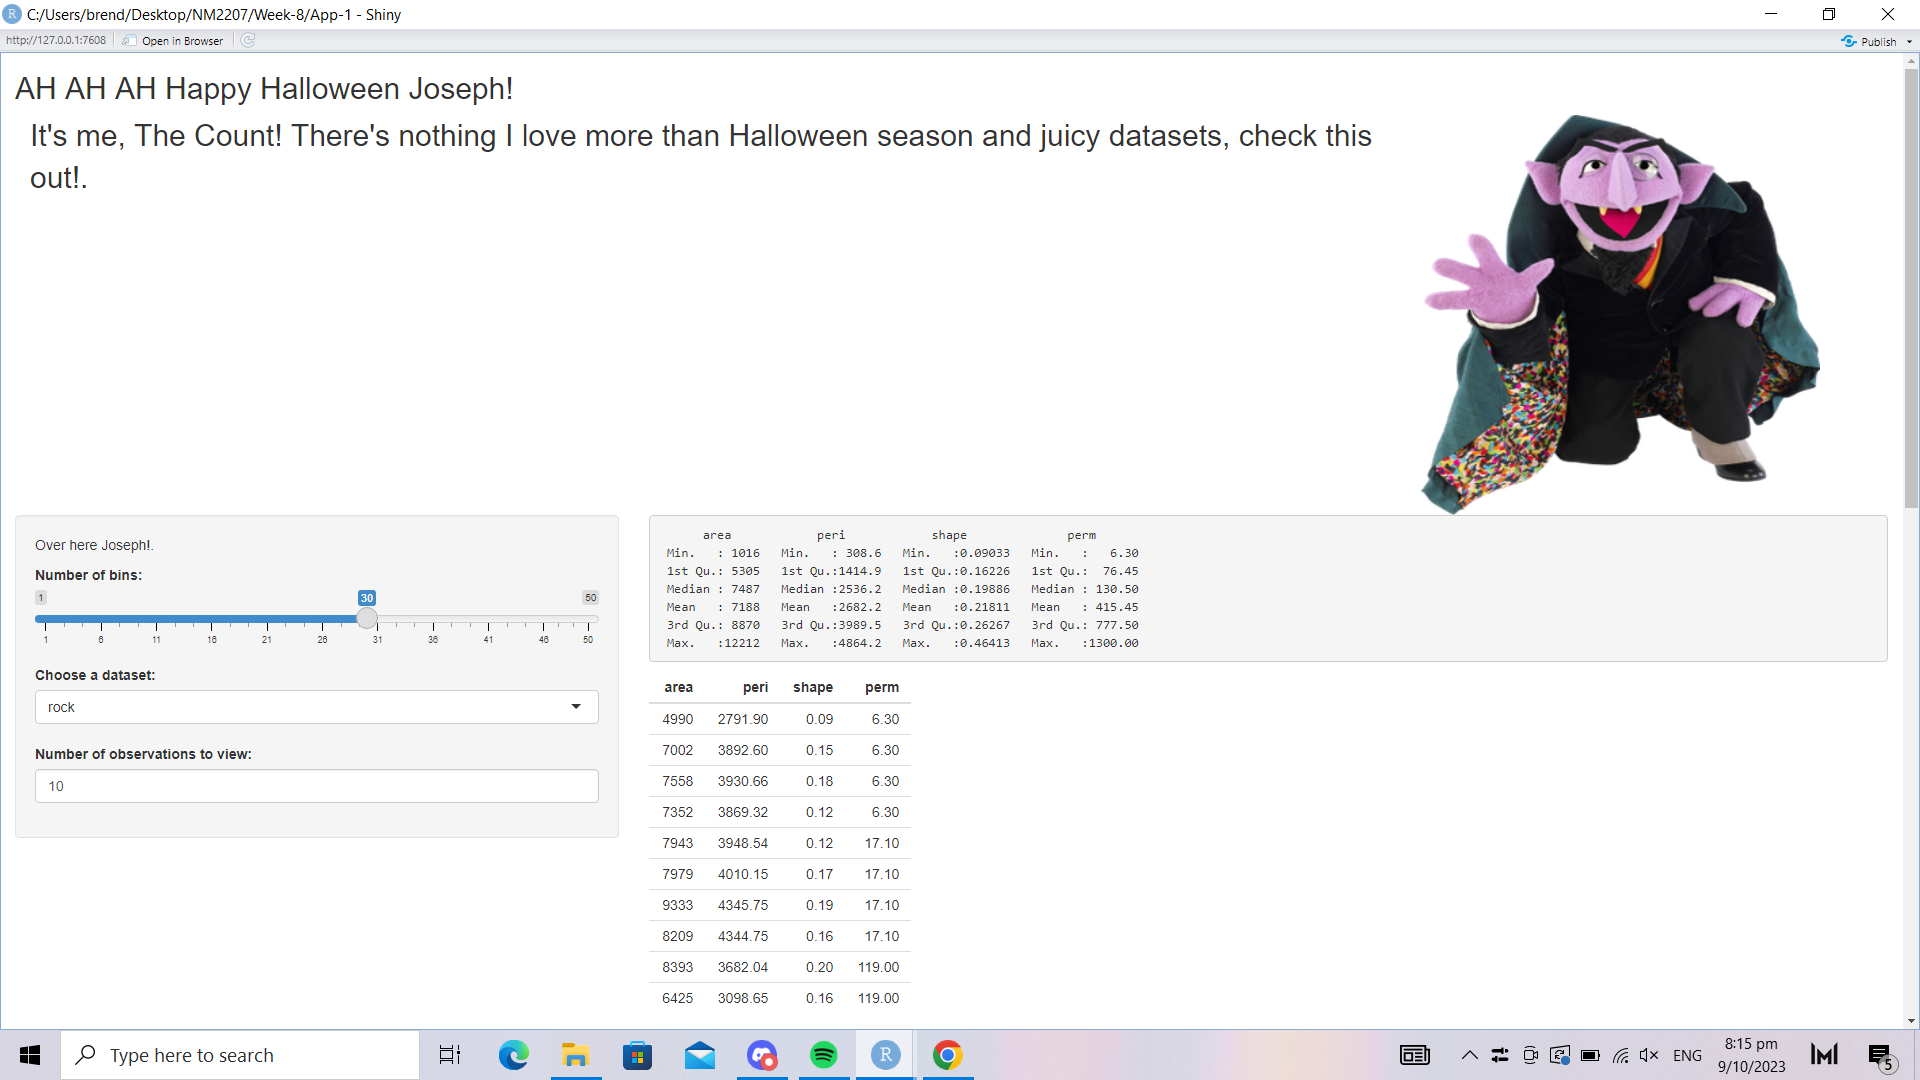 C:/Users/brend/Desktop/NM2207/Week-8/App-1 - Shiny
http://127.0.0.1:7608 Open in Browser Publish
AH AH AH Happy Halloween Joseph!
It's me, The Count! There's nothing I love more than Halloween season and juicy datasets, check this
out!.
Over here Joseph!.
Number of bins:
1 30 50
1 6 11 16 21 26 31 36 41 46 50
Choose a dataset:
rock
Number of observations to view:
10
area peri shape perm
Min. : 1016 Min. : 308.6 Min. :0.09033 Min. : 6.30
1st Qu.: 5305 1st Qu.:1414.9 1st Qu.:0.16226 1st Qu.: 76.45
Median : 7487 Median :2536.2 Median :0.19886 Median : 130.50
Mean : 7188 Mean :2682.2 Mean :0.21811 Mean : 415.45
3rd Qu.: 8870 3rd Qu.:3989.5 3rd Qu.:0.26267 3rd Qu.: 777.50
Max. :12212 Max. :4864.2 Max. :0.46413 Max. :1300.00
area peri shape perm
4990 2791.90 0.09 6.30
7002 3892.60 0.15 6.30
7558 3930.66 0.18 6.30
7352 3869.32 0.12 6.30
7943 3948.54 0.12 17.10
7979 4010.15 0.17 17.10
9333 4345.75 0.19 17.10
8209 4344.75 0.16 17.10
8393 3682.04 0.20 119.00
6425 3098.65 0.16 119.00
Type here to search
ENG
8:15 pm
9/10/2023
5